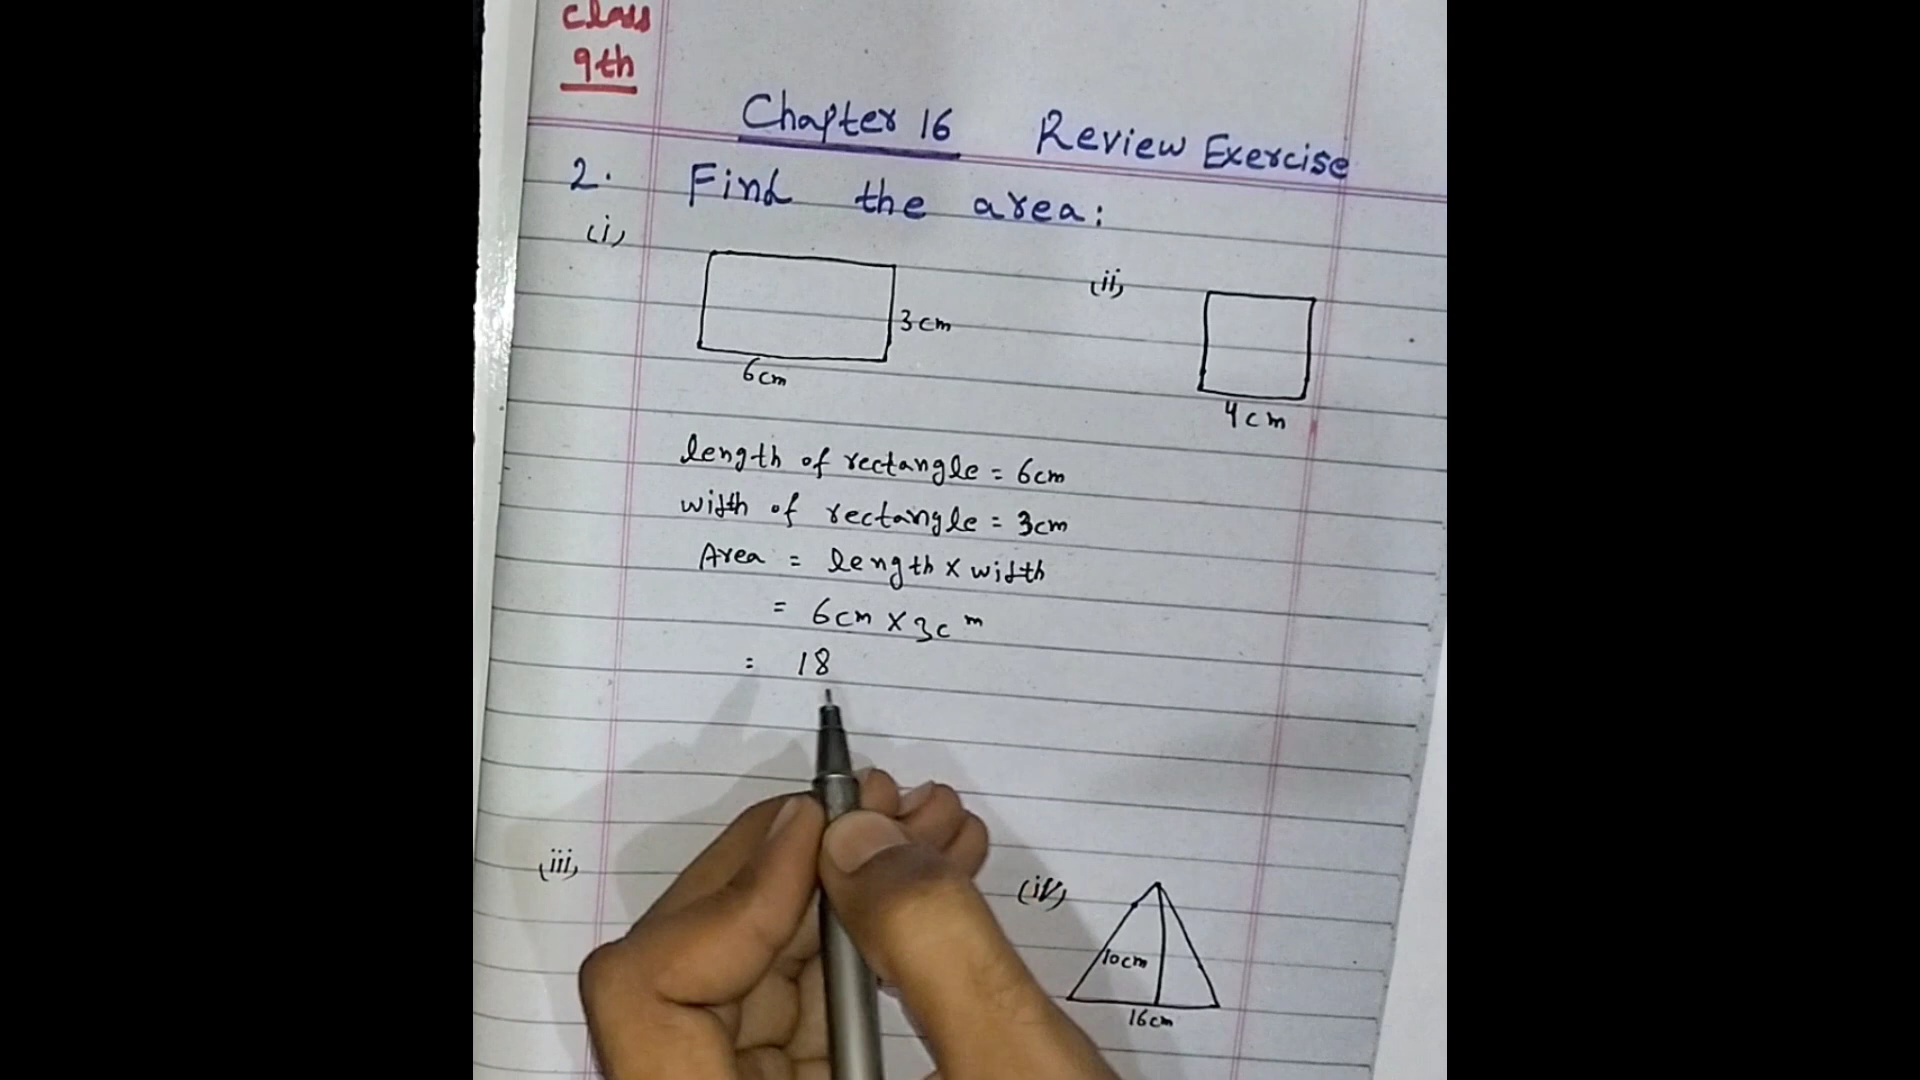 Class
9th
Chapter 16 Review Exercise
2. Find the area:
(i)
(ii)
3cm
6cm
4cm
length of rectangle = 6cm
width of rectangle = 3cm
Area = length × width
= 6cm × 3cm
= 18
(iii)
(iv)
10cm
16cm